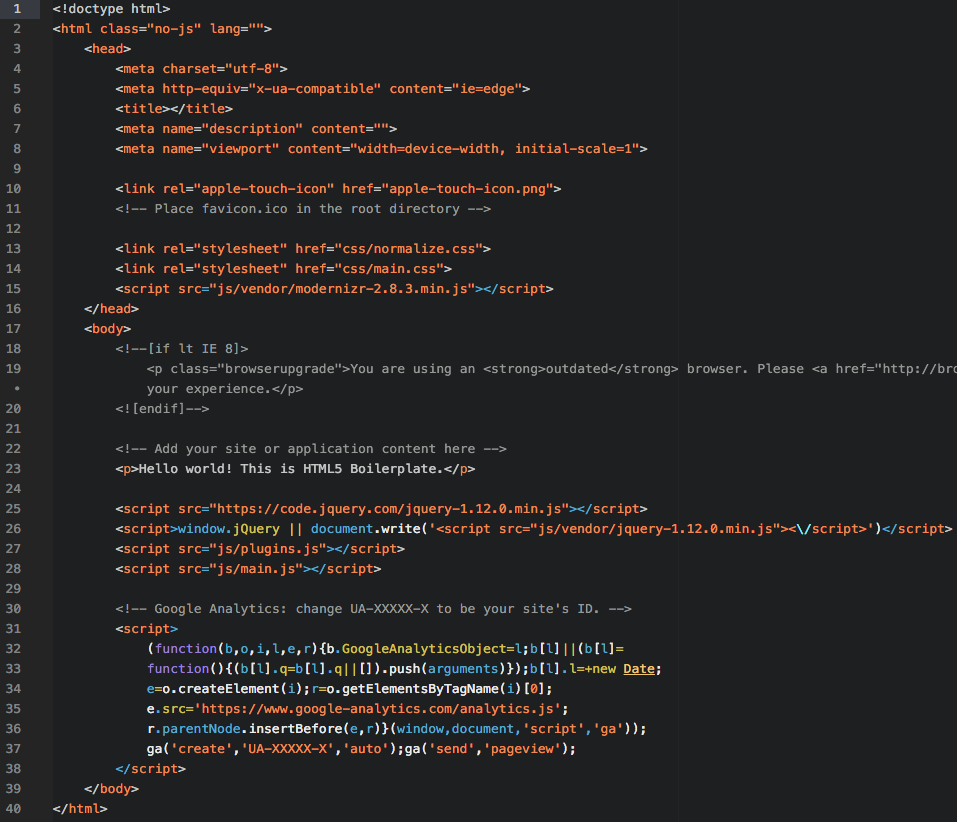 1 <!doctype html>
2 <html class="no-js" lang="">
3 <head>
4 <meta charset="utf-8">
5 <meta http-equiv="x-ua-compatible" content="ie=edge">
6 <title></title>
7 <meta name="description" content="">
8 <meta name="viewport" content="width=device-width, initial-scale=1">
9
10 <link rel="apple-touch-icon" href="apple-touch-icon.png">
11 <!-- Place favicon.ico in the root directory -->
12
13 <link rel="stylesheet" href="css/normalize.css">
14 <link rel="stylesheet" href="css/main.css">
15 <script src="js/vendor/modernizr-2.8.3.min.js"></script>
16 </head>
17 <body>
18 <!--[if lt IE 8]>
19 <p class="browserupgrade">You are using an <strong>outdated</strong> browser. Please <a href="http://bro
• your experience.</p>
20 <![endif]-->
21
22 <!-- Add your site or application content here -->
23 <p>Hello world! This is HTML5 Boilerplate.</p>
24
25 <script src="https://code.jquery.com/jquery-1.12.0.min.js"></script>
26 <script>window.jQuery || document.write('<script src="js/vendor/jquery-1.12.0.min.js"><\/script>')</script>
27 <script src="js/plugins.js"></script>
28 <script src="js/main.js"></script>
29
30 <!-- Google Analytics: change UA-XXXXX-X to be your site's ID. -->
31 <script>
32 (function(b,o,i,l,e,r){b.GoogleAnalyticsObject=l;b[l]||(b[l]=
33 function(){(b[l].q=b[l].q||[]).push(arguments)});b[l].l=+new Date;
34 e=o.createElement(i);r=o.getElementsByTagName(i)[0];
35 e.src='https://www.google-analytics.com/analytics.js';
36 r.parentNode.insertBefore(e,r)}(window,document,'script','ga'));
37 ga('create','UA-XXXXX-X','auto');ga('send','pageview');
38 </script>
39 </body>
40 </html>